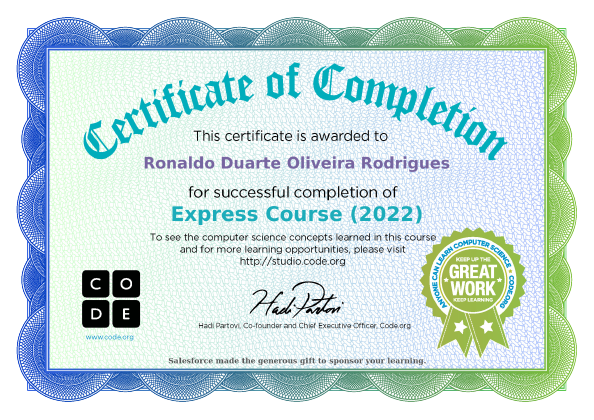 Certificate of Completion
This certificate is awarded to
Ronaldo Duarte Oliveira Rodrigues
for successful completion of
Express Course (2022)
To see the computer science concepts learned in this course
and for more learning opportunities, please visit
http://studio.code.org
CO
DE
www.code.org
Hadi Partovi
Hadi Partovi, Co-founder and Chief Executive Officer, Code.org
ANYONE CAN LEARN COMPUTER SCIENCE • CODE.ORG
KEEP UP THE
GREAT
WORK
KEEP LEARNING
Salesforce made the generous gift to sponsor your learning.